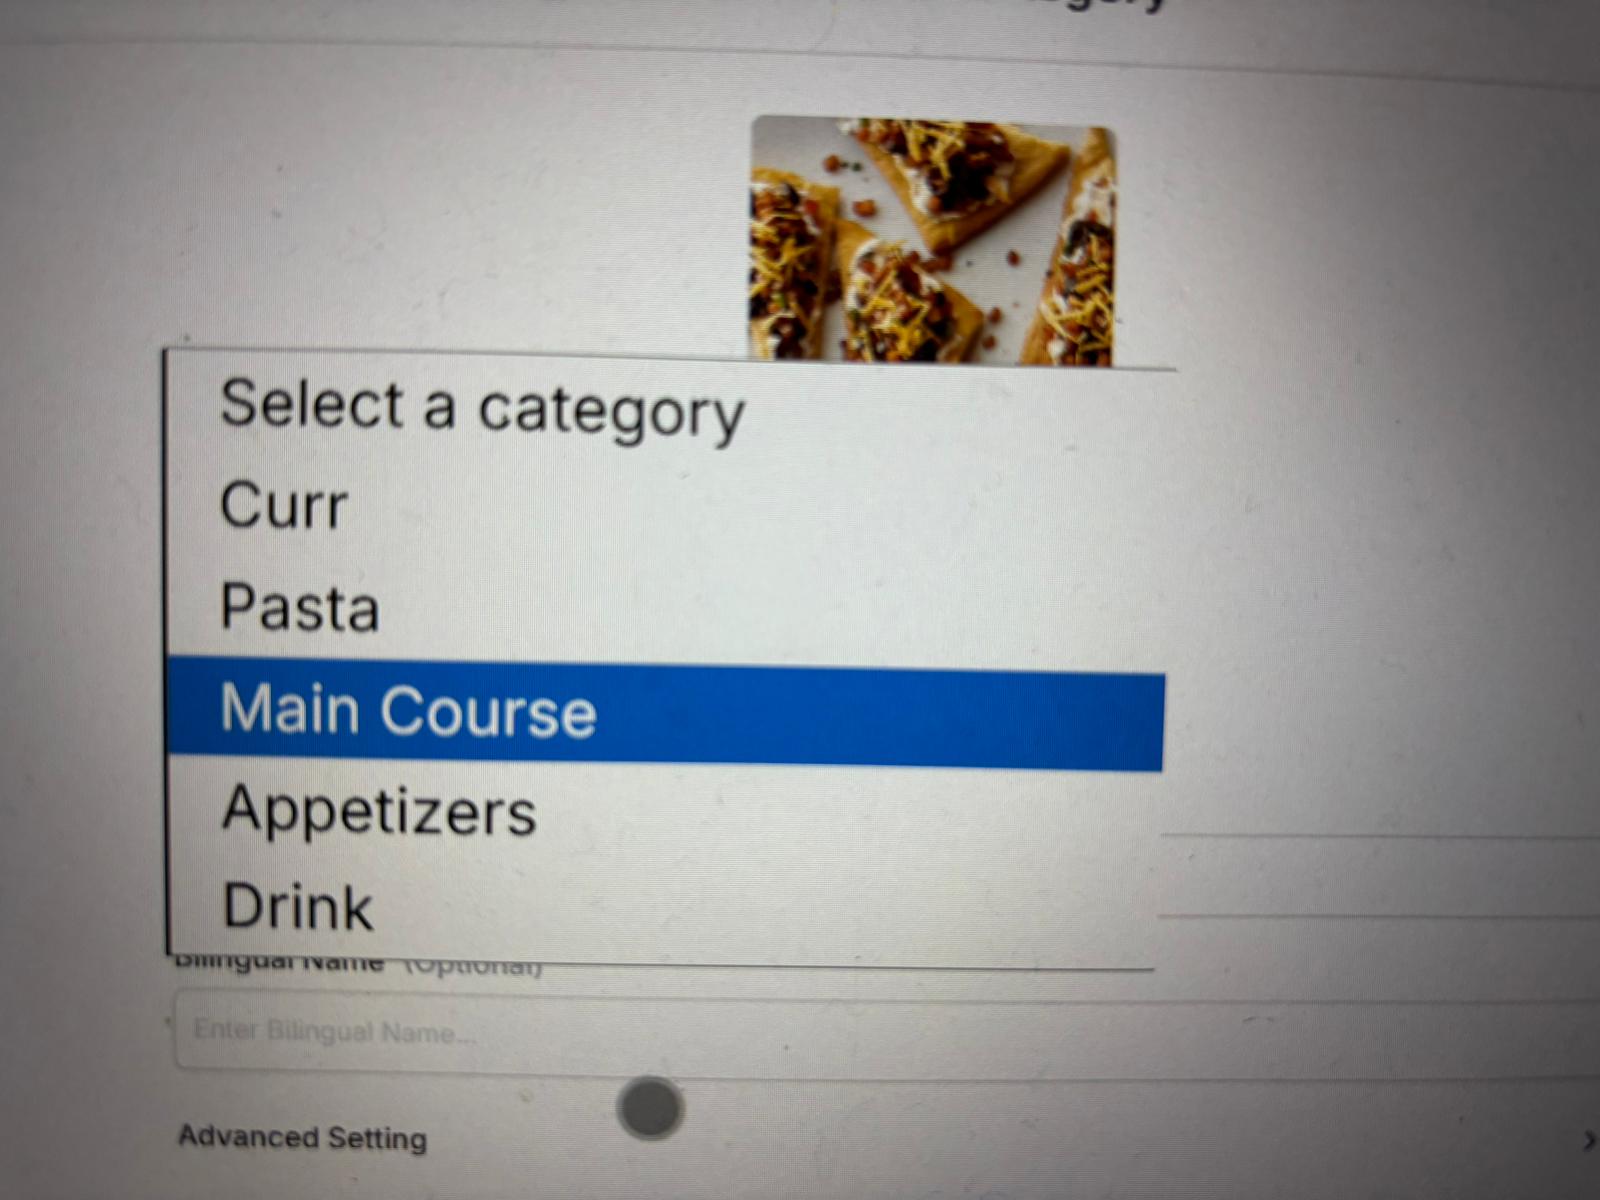 Select a category
Curr
Pasta
Main Course
Appetizers
Drink
Bilingual Name (Optional)
Enter Bilingual Name...
Advanced Setting